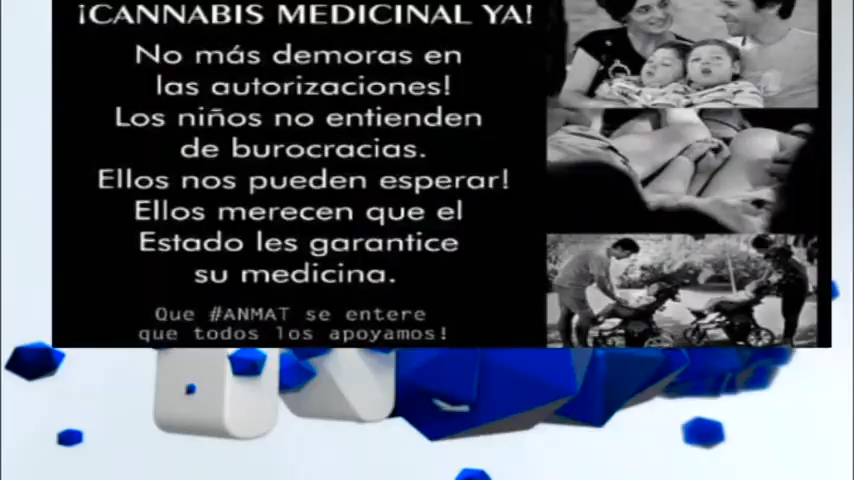 ¡CANNABIS MEDICINAL YA!
No más demoras en
las autorizaciones!
Los niños no entienden
de burocracias.
Ellos nos pueden esperar!
Ellos merecen que el
Estado les garantice
su medicina.
Que #ANMAT se entere
que todos los apoyamos!